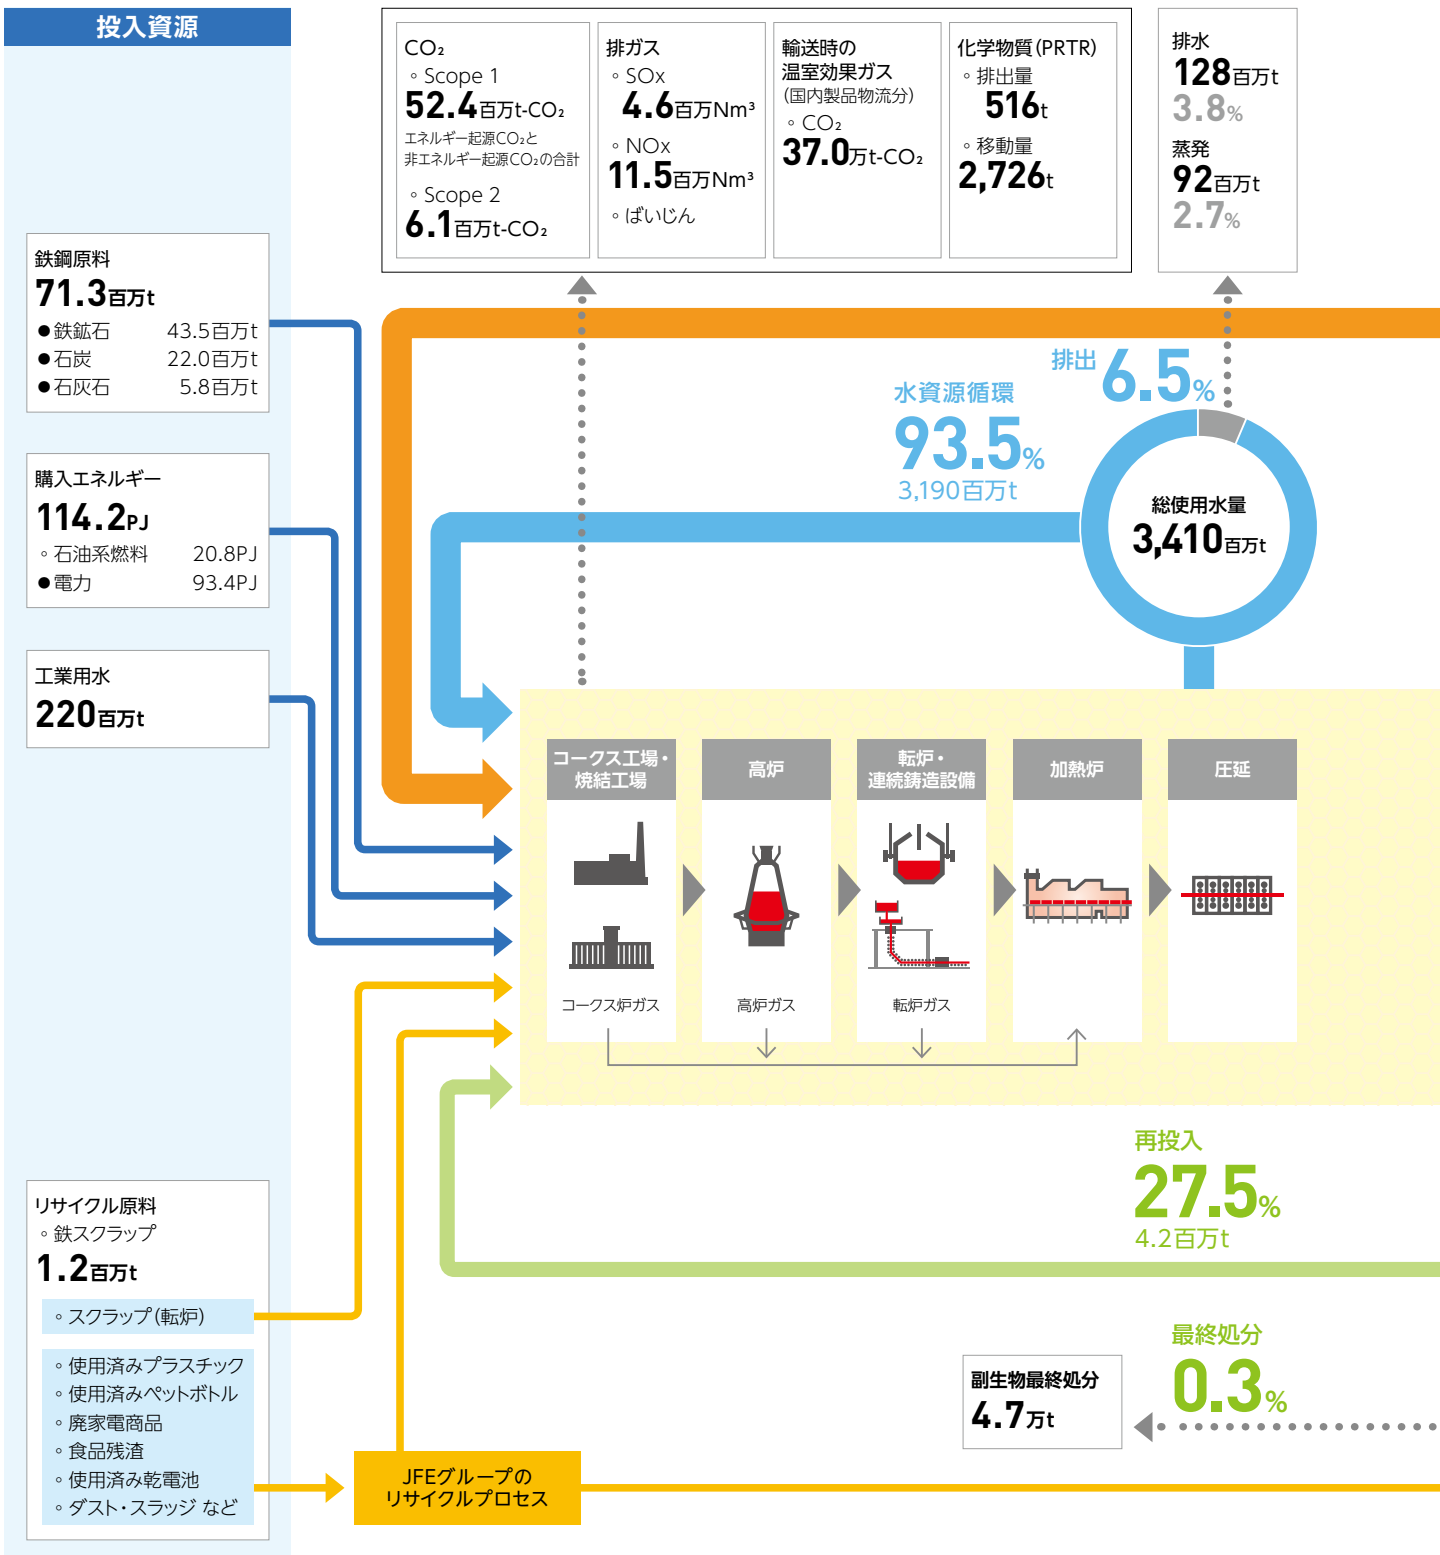 投入資源
鉄鋼原料
71.3百万t
●鉄鉱石 43.5百万t
●石炭 22.0百万t
●石灰石 5.8百万t
購入エネルギー
114.2PJ
◦石油系燃料 20.8PJ
●電力 93.4PJ
工業用水
220百万t
リサイクル原料
◦鉄スクラップ
1.2百万t
◦スクラップ(転炉)
◦使用済みプラスチック
◦使用済みペットボトル
◦廃家電商品
◦食品残渣
◦使用済み乾電池
◦ダスト・スラッジ など
CO₂
◦Scope 1
52.4百万t-CO₂
エネルギー起源CO₂と
非エネルギー起源CO₂の合計
◦Scope 2
6.1百万t-CO₂
排ガス
◦SOx
4.6百万Nm³
◦NOx
11.5百万Nm³
◦ばいじん
輸送時の
温室効果ガス
(国内製品物流分)
◦CO₂
37.0万t-CO₂
化学物質(PRTR)
◦排出量
516t
◦移動量
2,726t
排水
128百万t
3.8%
蒸発
92百万t
2.7%
排出 6.5%
水資源循環
93.5%
3,190百万t
総使用水量
3,410百万t
コークス工場・
焼結工場
高炉
転炉・
連続鋳造設備
加熱炉
圧延
コークス炉ガス
高炉ガス
転炉ガス
再投入
27.5%
4.2百万t
最終処分
0.3%
副生物最終処分
4.7万t
JFEグループの
リサイクルプロセス